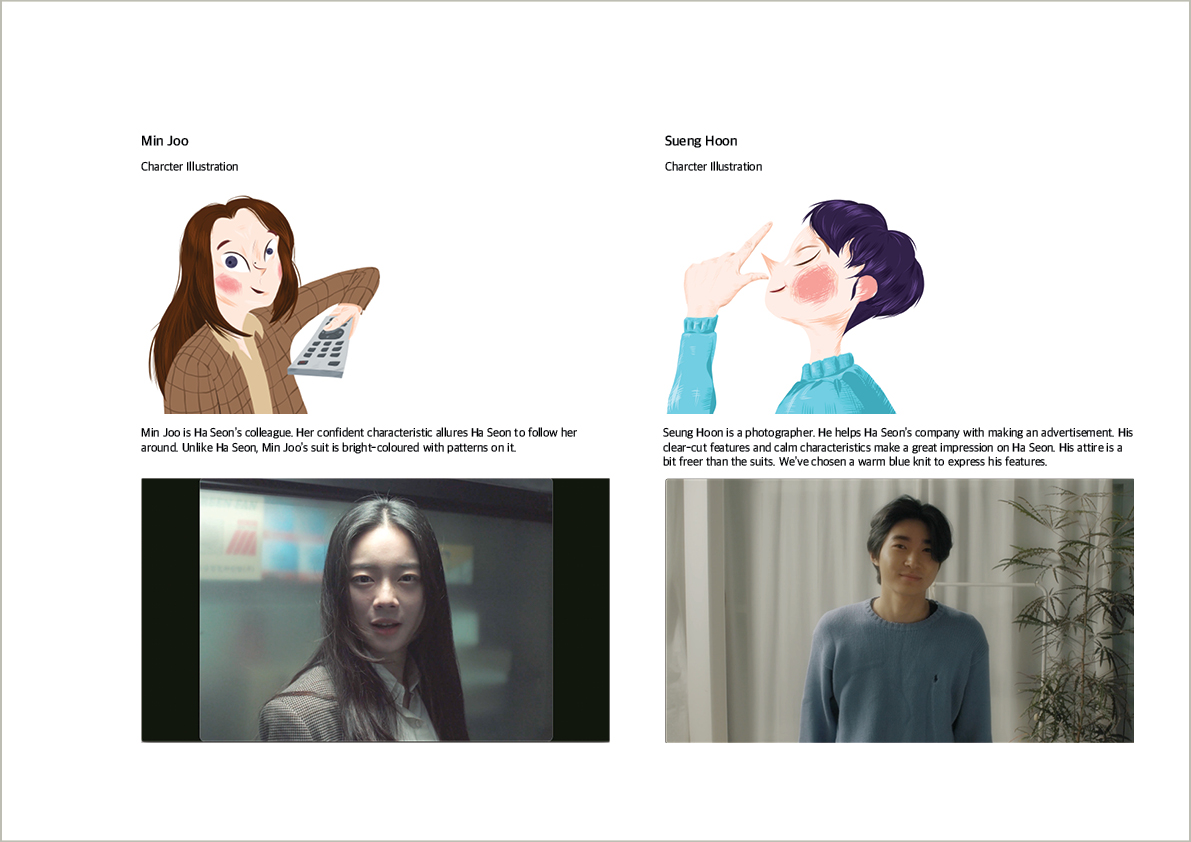 Min Joo
Charcter Illustration
Min Joo is Ha Seon's colleague. Her confident characteristic allures Ha Seon to follow her
around. Unlike Ha Seon, Min Joo's suit is bright-coloured with patterns on it.
Sueng Hoon
Charcter Illustration
Seung Hoon is a photographer. He helps Ha Seon's company with making an advertisement. His
clear-cut features and calm characteristics make a great impression on Ha Seon. His attire is a
bit freer than the suits. We've chosen a warm blue knit to express his features.